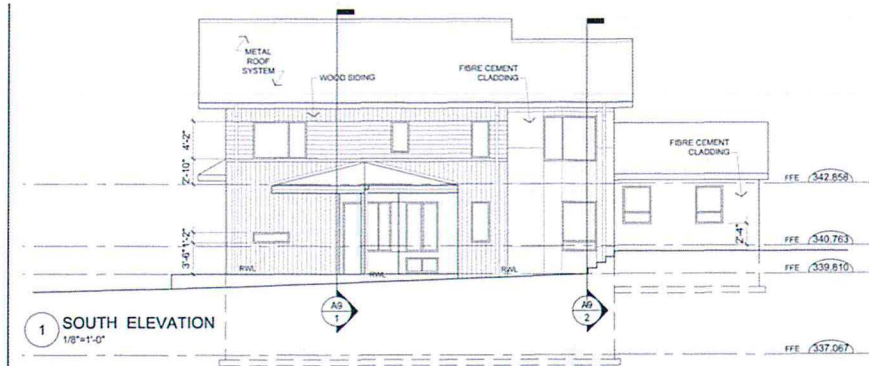 METAL
ROOF
SYSTEM
WOOD SIDING
FIBRE CEMENT
CLADDING
FIBRE CEMENT
CLADDING
4'-2"
2'-10"
1'-2"
3'-6"
2'-4"
FFE 342.856
FFE 340.763
FFE 339.810
FFE 337.067
RWL
RWL
RWL
A9
1
A9
2
1 SOUTH ELEVATION
1/8"=1'-0"